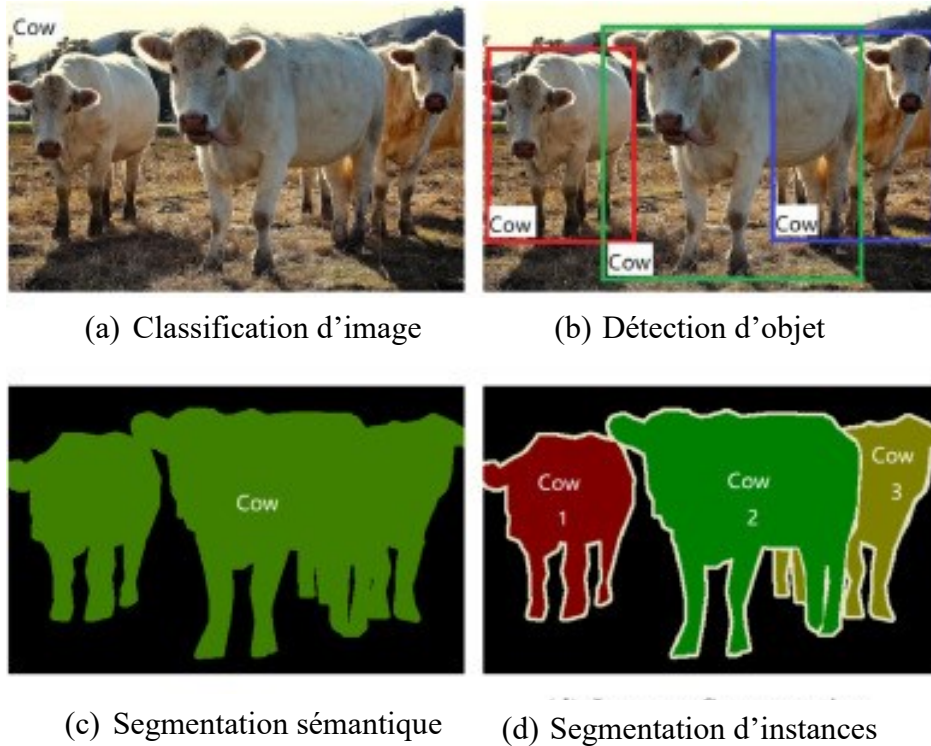 Cow
Cow
Cow
Cow
(a) Classification d’image
(b) Détection d’objet
Cow
Cow
1
Cow
2
Cow
3
(c) Segmentation sémantique
(d) Segmentation d’instances